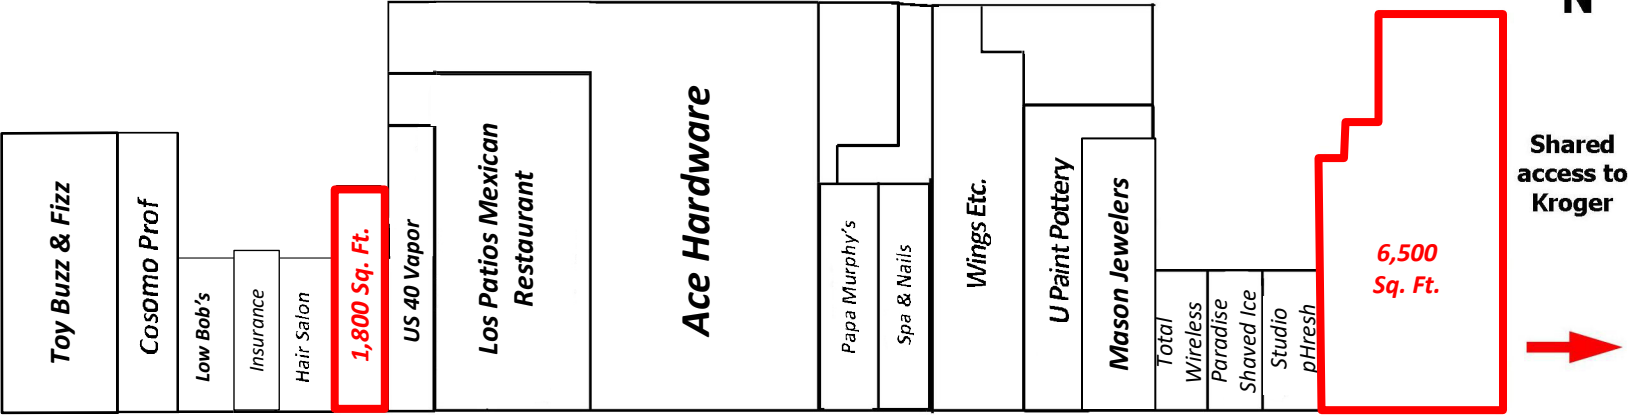 N
Toy Buzz & Fizz
Cosomo Prof
Low Bob's
Insurance
Hair Salon
1,800 Sq. Ft.
US 40 Vapor
Los Patios Mexican
Restaurant
Ace Hardware
Papa Murphy's
Spa & Nails
Wings Etc.
U Paint Pottery
Mason Jewelers
Total
Wireless
Paradise
Shaved Ice
Studio
pHresh
6,500
Sq. Ft.
Shared
access to
Kroger